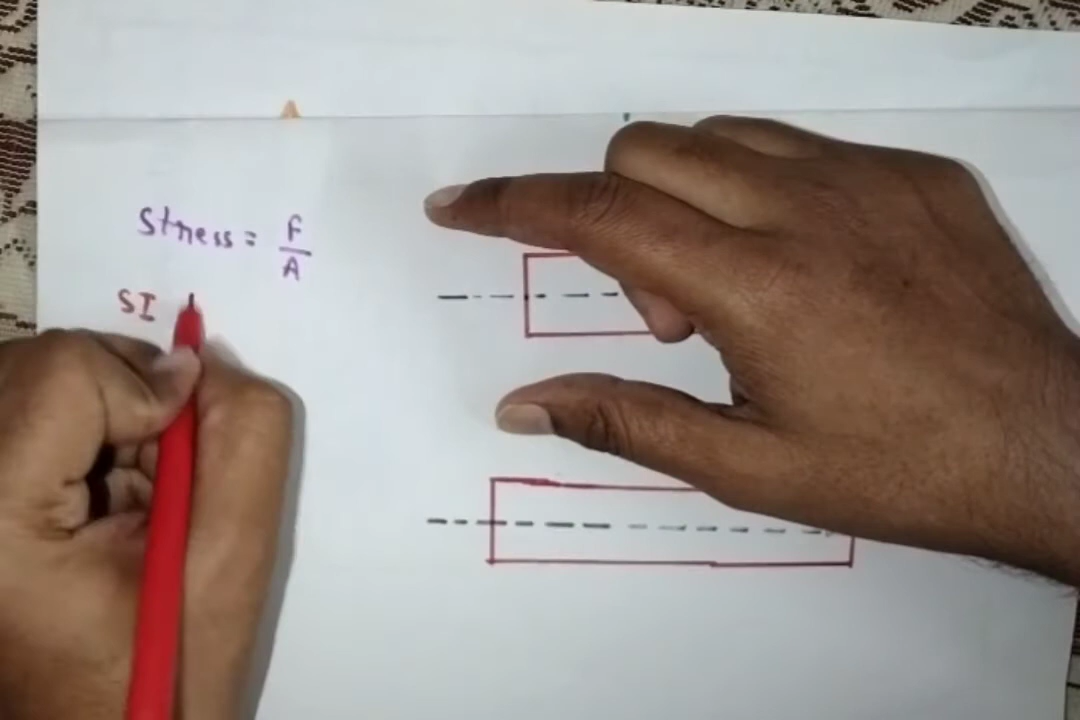 Stress = F/A
SI